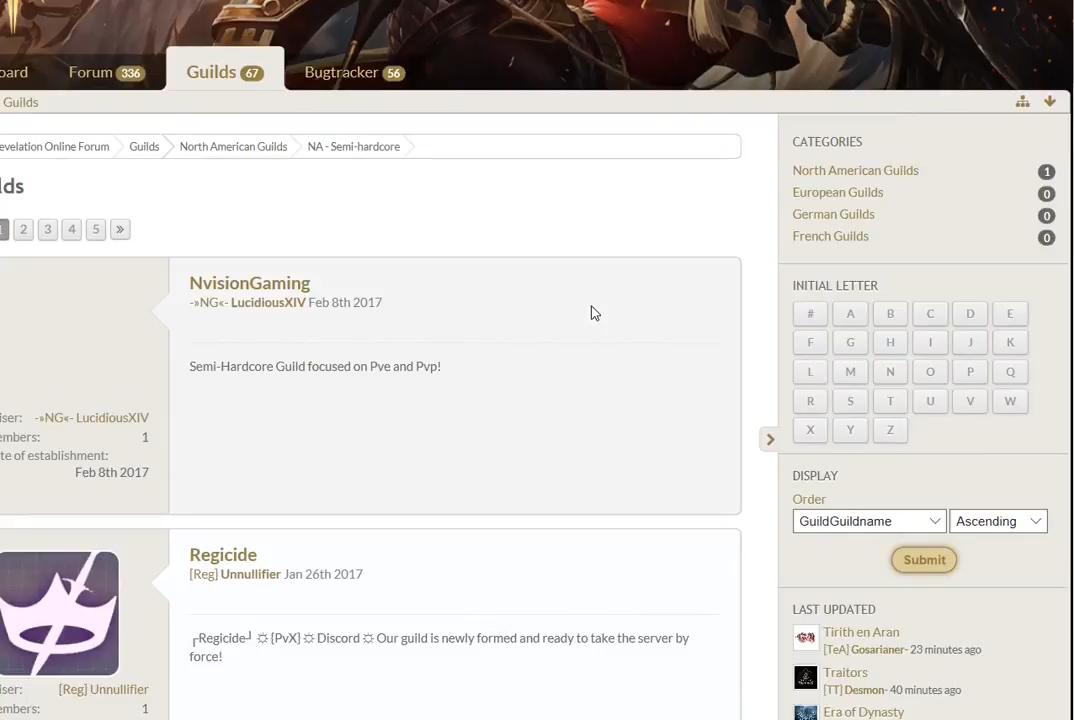 oard Forum 336 Guilds 67 Bugtracker 56
Guilds
evelation Online Forum Guilds North American Guilds NA - Semi-hardcore
lds
1 2 3 4 5 »
NvisionGaming
-»NG«- LucidiousXIV Feb 8th 2017
Semi-Hardcore Guild focused on Pve and Pvp!
iser: -»NG«- LucidiousXIV
embers: 1
te of establishment:
Feb 8th 2017
Regicide
[Reg] Unnullifier Jan 26th 2017
┌Regicide┘ ☼ {PvX} ☼ Discord ☼ Our guild is newly formed and ready to take the server by
force!
iser: [Reg] Unnullifier
embers: 1
CATEGORIES
North American Guilds 1
European Guilds 0
German Guilds 0
French Guilds 0
INITIAL LETTER
# A B C D E
F G H I J K
L M N O P Q
R S T U V W
X Y Z
DISPLAY
Order
GuildGuildname Ascending
Submit
LAST UPDATED
Tirith en Aran
[TeA] Gosarianer- 23 minutes ago
Traitors
[TT] Desmon- 40 minutes ago
Era of Dynasty